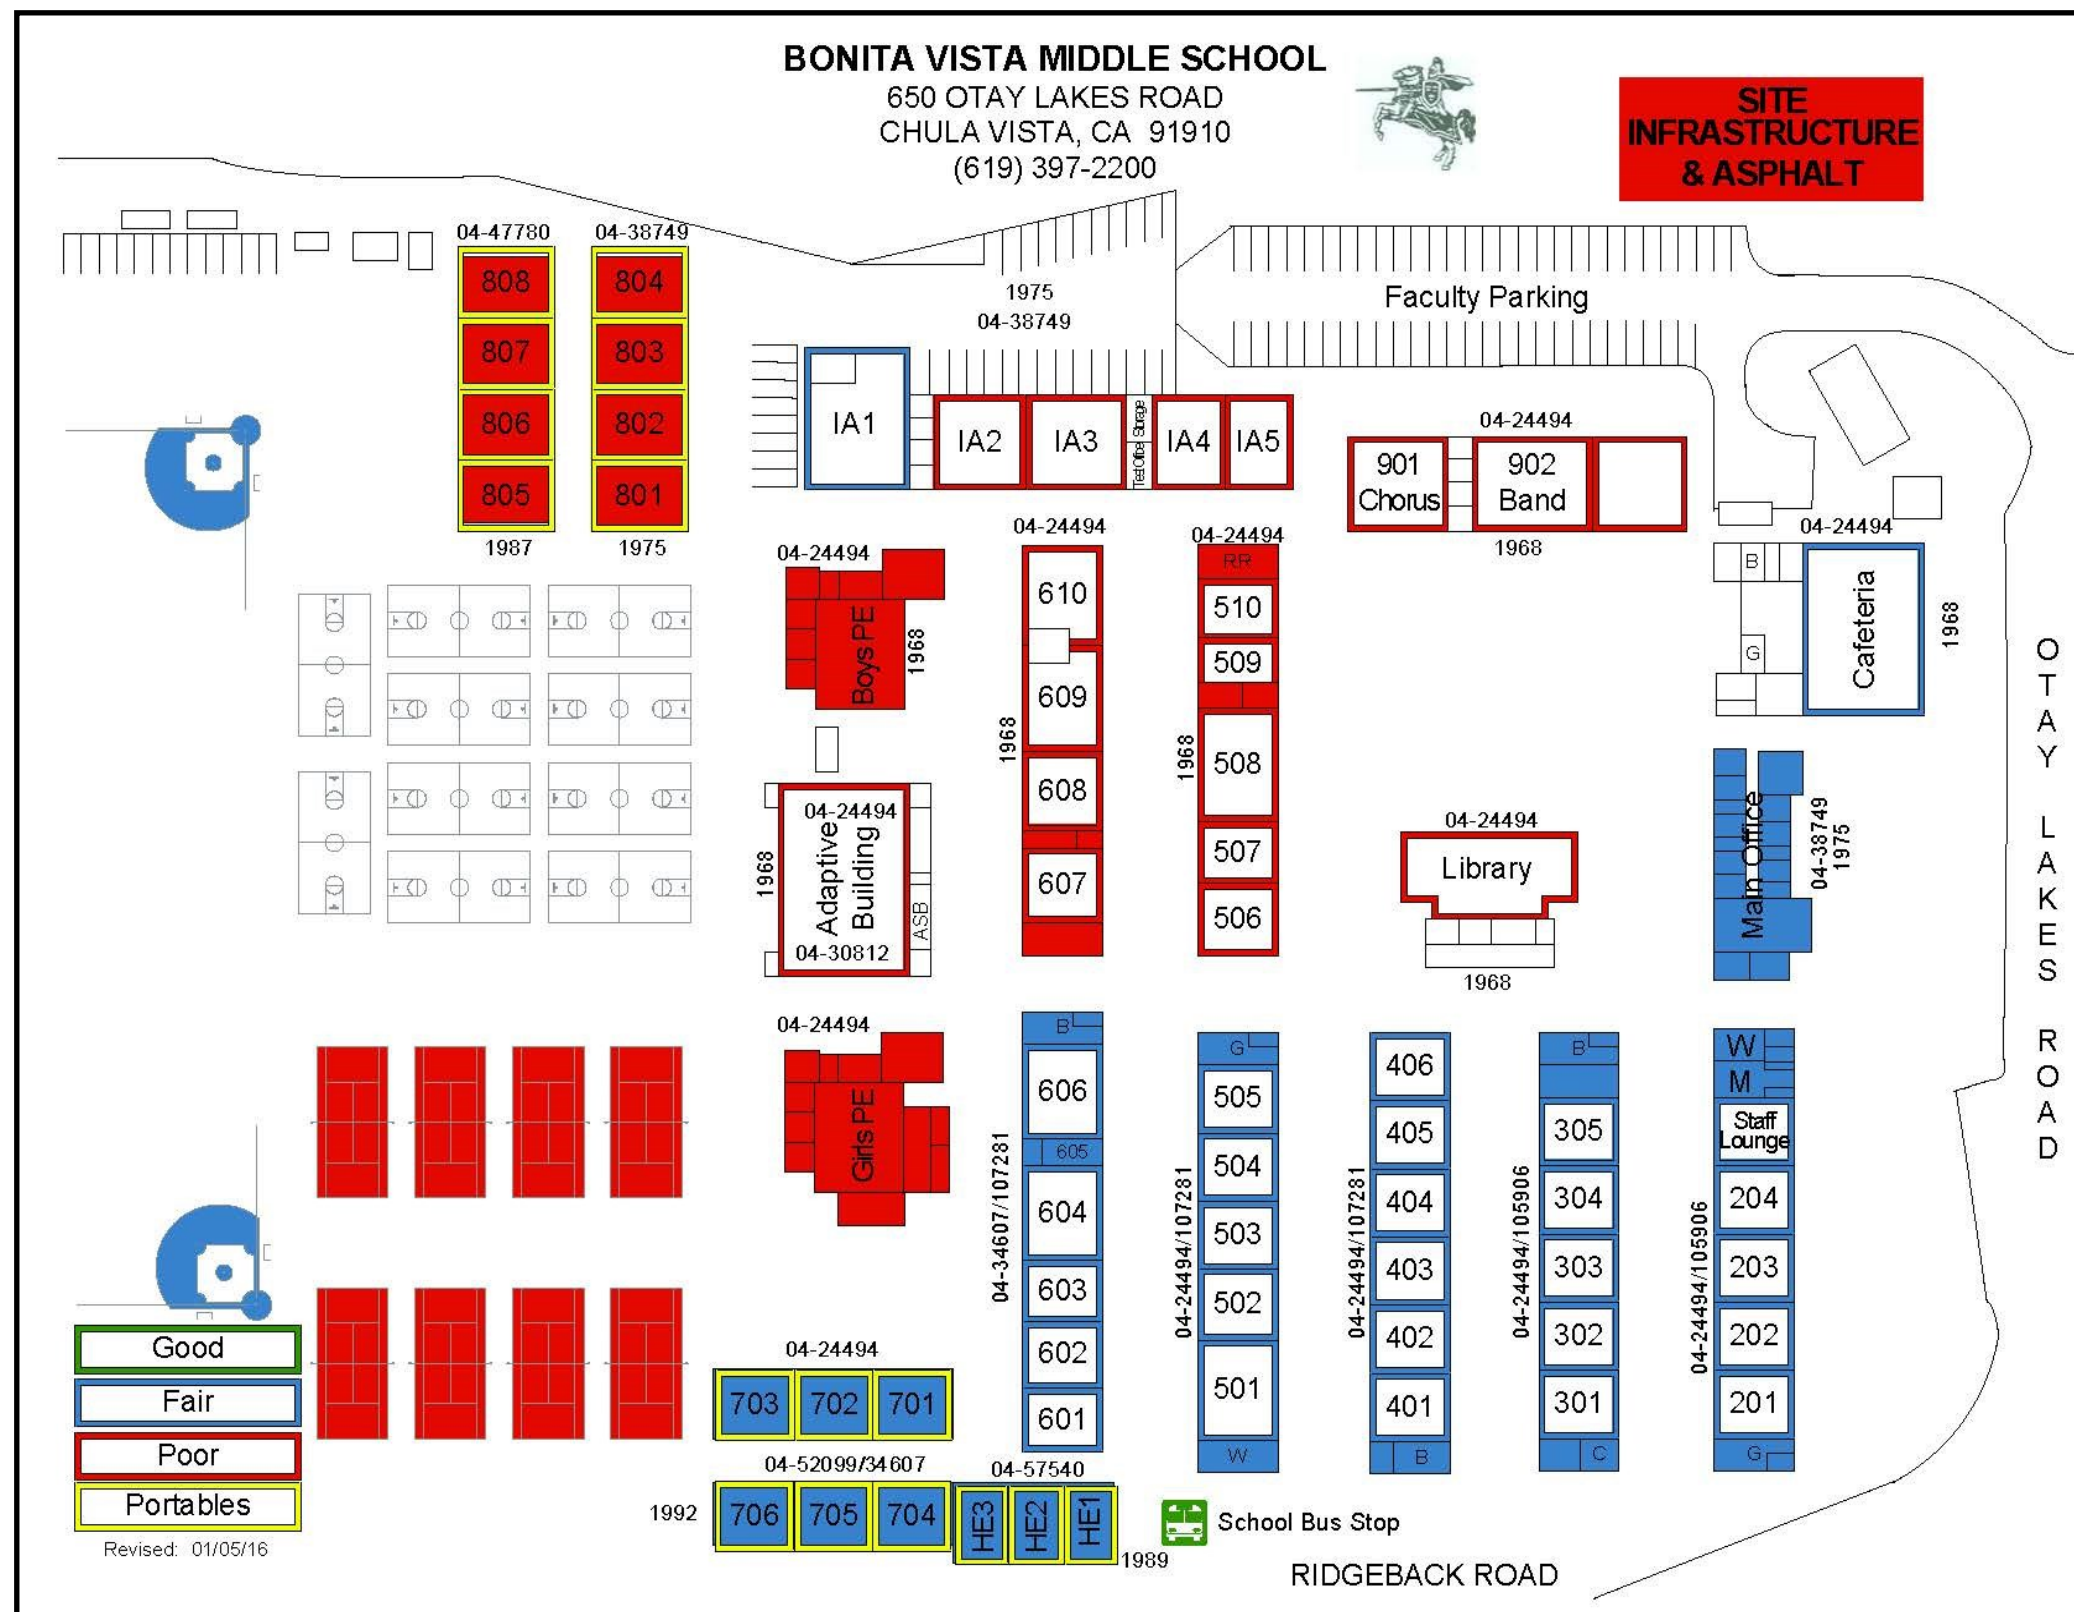 BONITA VISTA MIDDLE SCHOOL
650 OTAY LAKES ROAD
CHULA VISTA, CA 91910
(619) 397-2200
SITE
INFRASTRUCTURE
& ASPHALT
04-47780
04-38749
808
804
807
803
806
802
805
801
1987
1975
1975
04-38749
Faculty Parking
IA1
IA2
IA3
Test Office
Storage
IA4
IA5
04-24494
901
Chorus
902
Band
1968
04-24494
Boys PE
1968
04-24494
610
609
608
607
1968
04-24494
RR
510
509
508
507
506
1968
04-24494
B
G
Cafeteria
1968
04-24494
Adaptive
Building
04-30812
ASB
1968
04-24494
Library
1968
Main Office
04-38749
1975
OTAY LAKES ROAD
04-24494
Girls PE
B
606
605
604
603
602
601
04-34607/107281
G
505
504
503
502
501
W
04-24494/107281
406
405
404
403
402
401
B
04-24494/107281
B
305
304
303
302
301
C
04-24494/105906
W
M
Staff
Lounge
204
203
202
201
G
04-24494/105906
Good
Fair
Poor
Portables
Revised: 01/05/16
04-24494
703
702
701
04-52099/34607
1992
706
705
704
04-57540
HE3
HE2
HE1
1989
School Bus Stop
RIDGEBACK ROAD